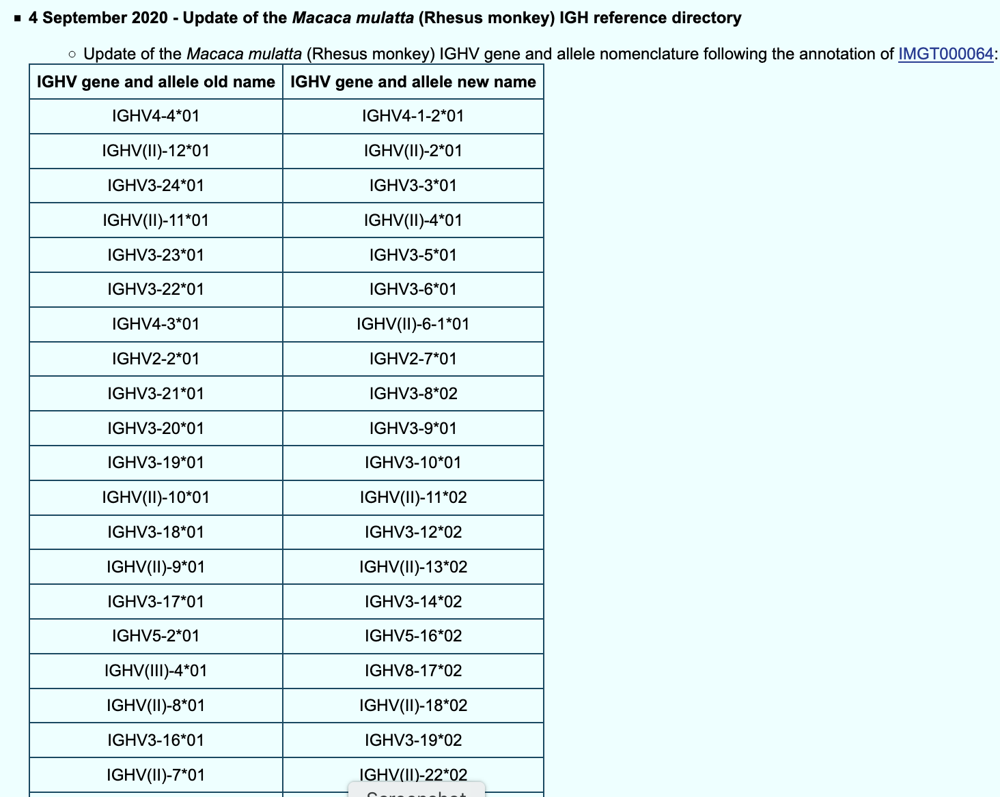 ▪ 4 September 2020 - Update of the Macaca mulatta (Rhesus monkey) IGH reference directory
○ Update of the Macaca mulatta (Rhesus monkey) IGHV gene and allele nomenclature following the annotation of IMGT000064:
IGHV gene and allele old name IGHV gene and allele new name
IGHV4-4*01 IGHV4-1-2*01
IGHV(II)-12*01 IGHV(II)-2*01
IGHV3-24*01 IGHV3-3*01
IGHV(II)-11*01 IGHV(II)-4*01
IGHV3-23*01 IGHV3-5*01
IGHV3-22*01 IGHV3-6*01
IGHV4-3*01 IGHV(II)-6-1*01
IGHV2-2*01 IGHV2-7*01
IGHV3-21*01 IGHV3-8*02
IGHV3-20*01 IGHV3-9*01
IGHV3-19*01 IGHV3-10*01
IGHV(II)-10*01 IGHV(II)-11*02
IGHV3-18*01 IGHV3-12*02
IGHV(II)-9*01 IGHV(II)-13*02
IGHV3-17*01 IGHV3-14*02
IGHV5-2*01 IGHV5-16*02
IGHV(III)-4*01 IGHV8-17*02
IGHV(II)-8*01 IGHV(II)-18*02
IGHV3-16*01 IGHV3-19*02
IGHV(II)-7*01 IGHV(II)-22*02
Screenshot